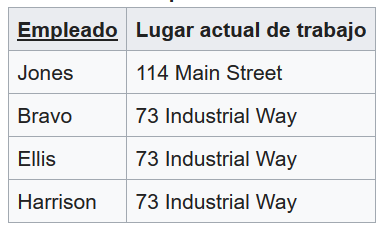 Empleado Lugar actual de trabajo
Jones 114 Main Street
Bravo 73 Industrial Way
Ellis 73 Industrial Way
Harrison 73 Industrial Way